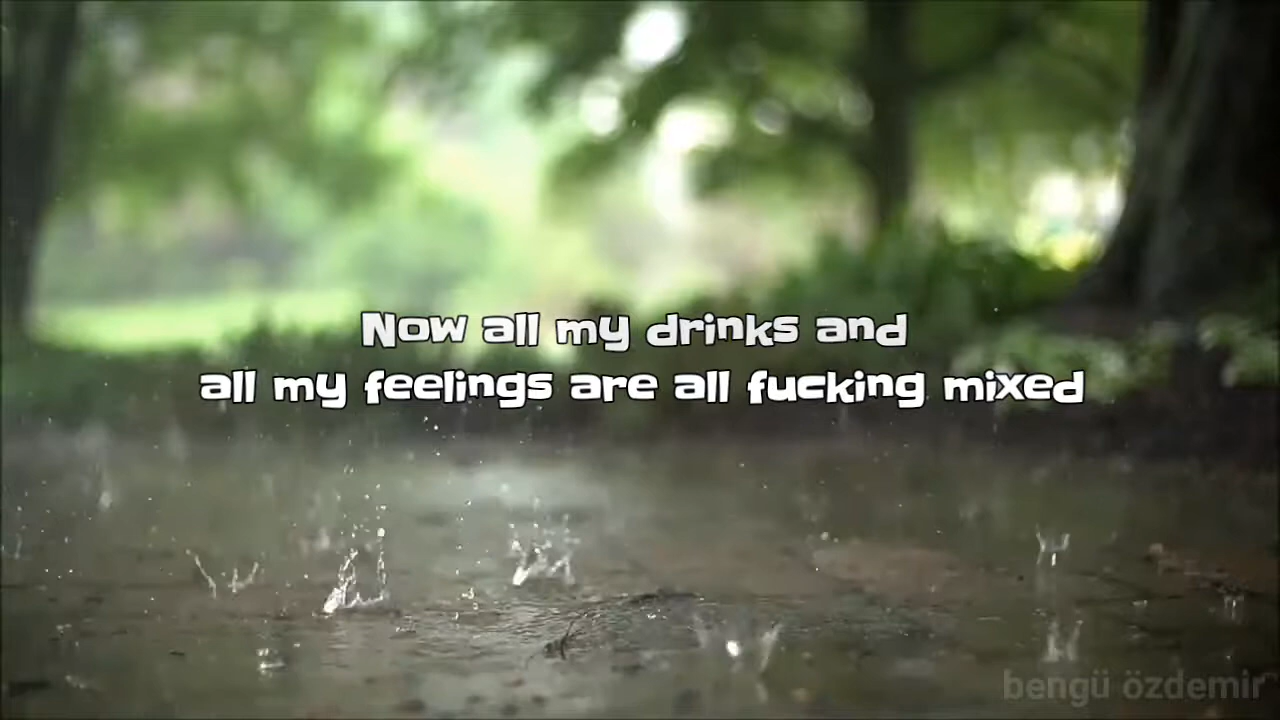 Now all my drinks and
all my feelings are all fucking mixed
bengü özdemir